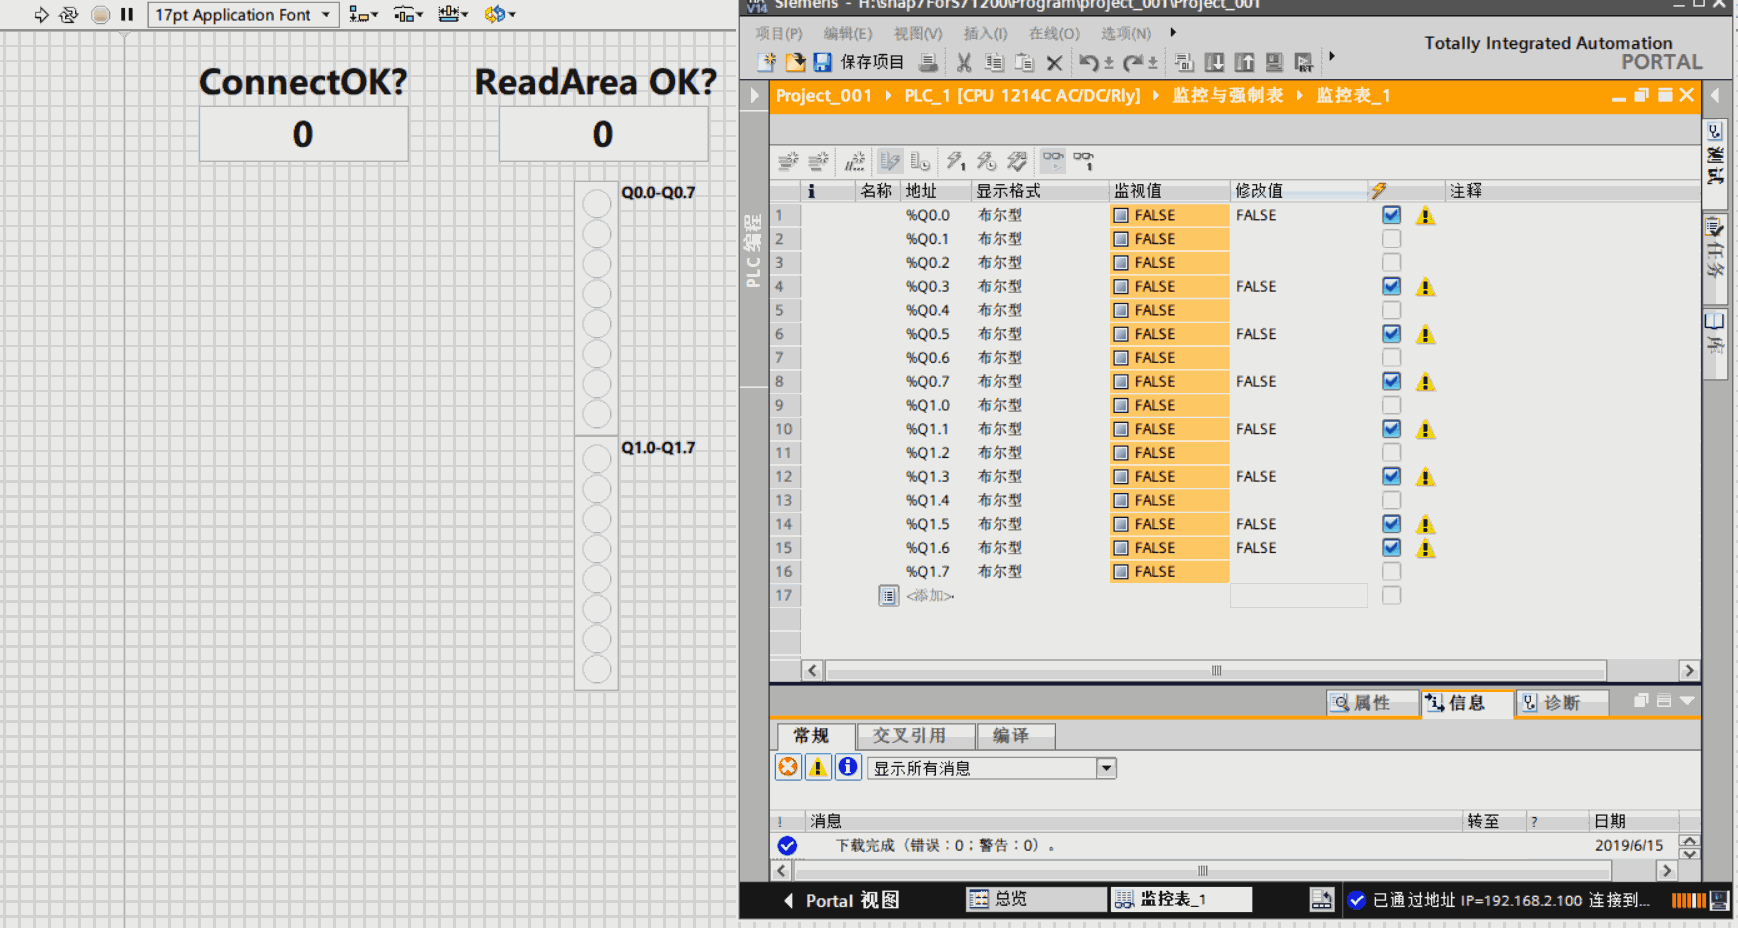 17pt Application Font
ConnectOK?
ReadArea OK?
0
0
Q0.0-Q0.7
Q1.0-Q1.7
Siemens - H:\snap7ForS71200\Program\project_001\Project_001
V14
项目(P) 编辑(E) 视图(V) 插入(I) 在线(O) 选项(N)
保存项目
Totally Integrated Automation
PORTAL
Project_001 PLC_1 [CPU 1214C AC/DC/Rly] 监控与强制表 监控表_1
PLC 编程
i 名称 地址 显示格式 监视值 修改值 注释
1 %Q0.0 布尔型 FALSE FALSE
2 %Q0.1 布尔型 FALSE
3 %Q0.2 布尔型 FALSE
4 %Q0.3 布尔型 FALSE FALSE
5 %Q0.4 布尔型 FALSE
6 %Q0.5 布尔型 FALSE FALSE
7 %Q0.6 布尔型 FALSE
8 %Q0.7 布尔型 FALSE FALSE
9 %Q1.0 布尔型 FALSE
10 %Q1.1 布尔型 FALSE FALSE
11 %Q1.2 布尔型 FALSE
12 %Q1.3 布尔型 FALSE FALSE
13 %Q1.4 布尔型 FALSE
14 %Q1.5 布尔型 FALSE FALSE
15 %Q1.6 布尔型 FALSE FALSE
16 %Q1.7 布尔型 FALSE
17 <添加>
测试
任务
库
属性 信息 诊断
常规 交叉引用 编译
显示所有消息
! 消息 转至 ? 日期
下载完成（错误：0；警告：0）。 2019/6/15
Portal 视图 总览 监控表_1 已通过地址 IP=192.168.2.100 连接到...